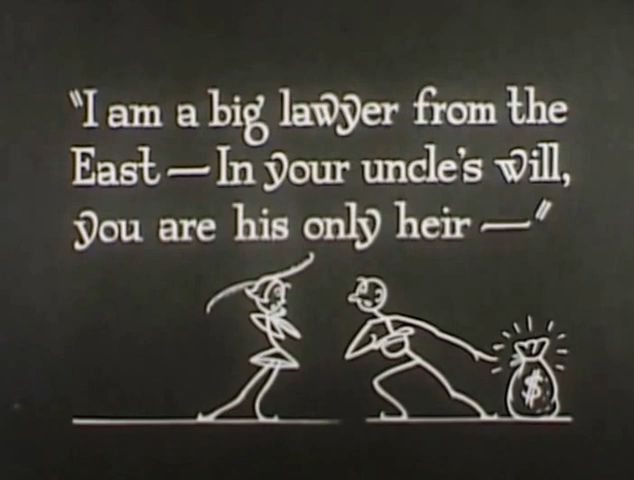 "I am a big lawyer from the
East — In your uncle's will,
you are his only heir —"
$